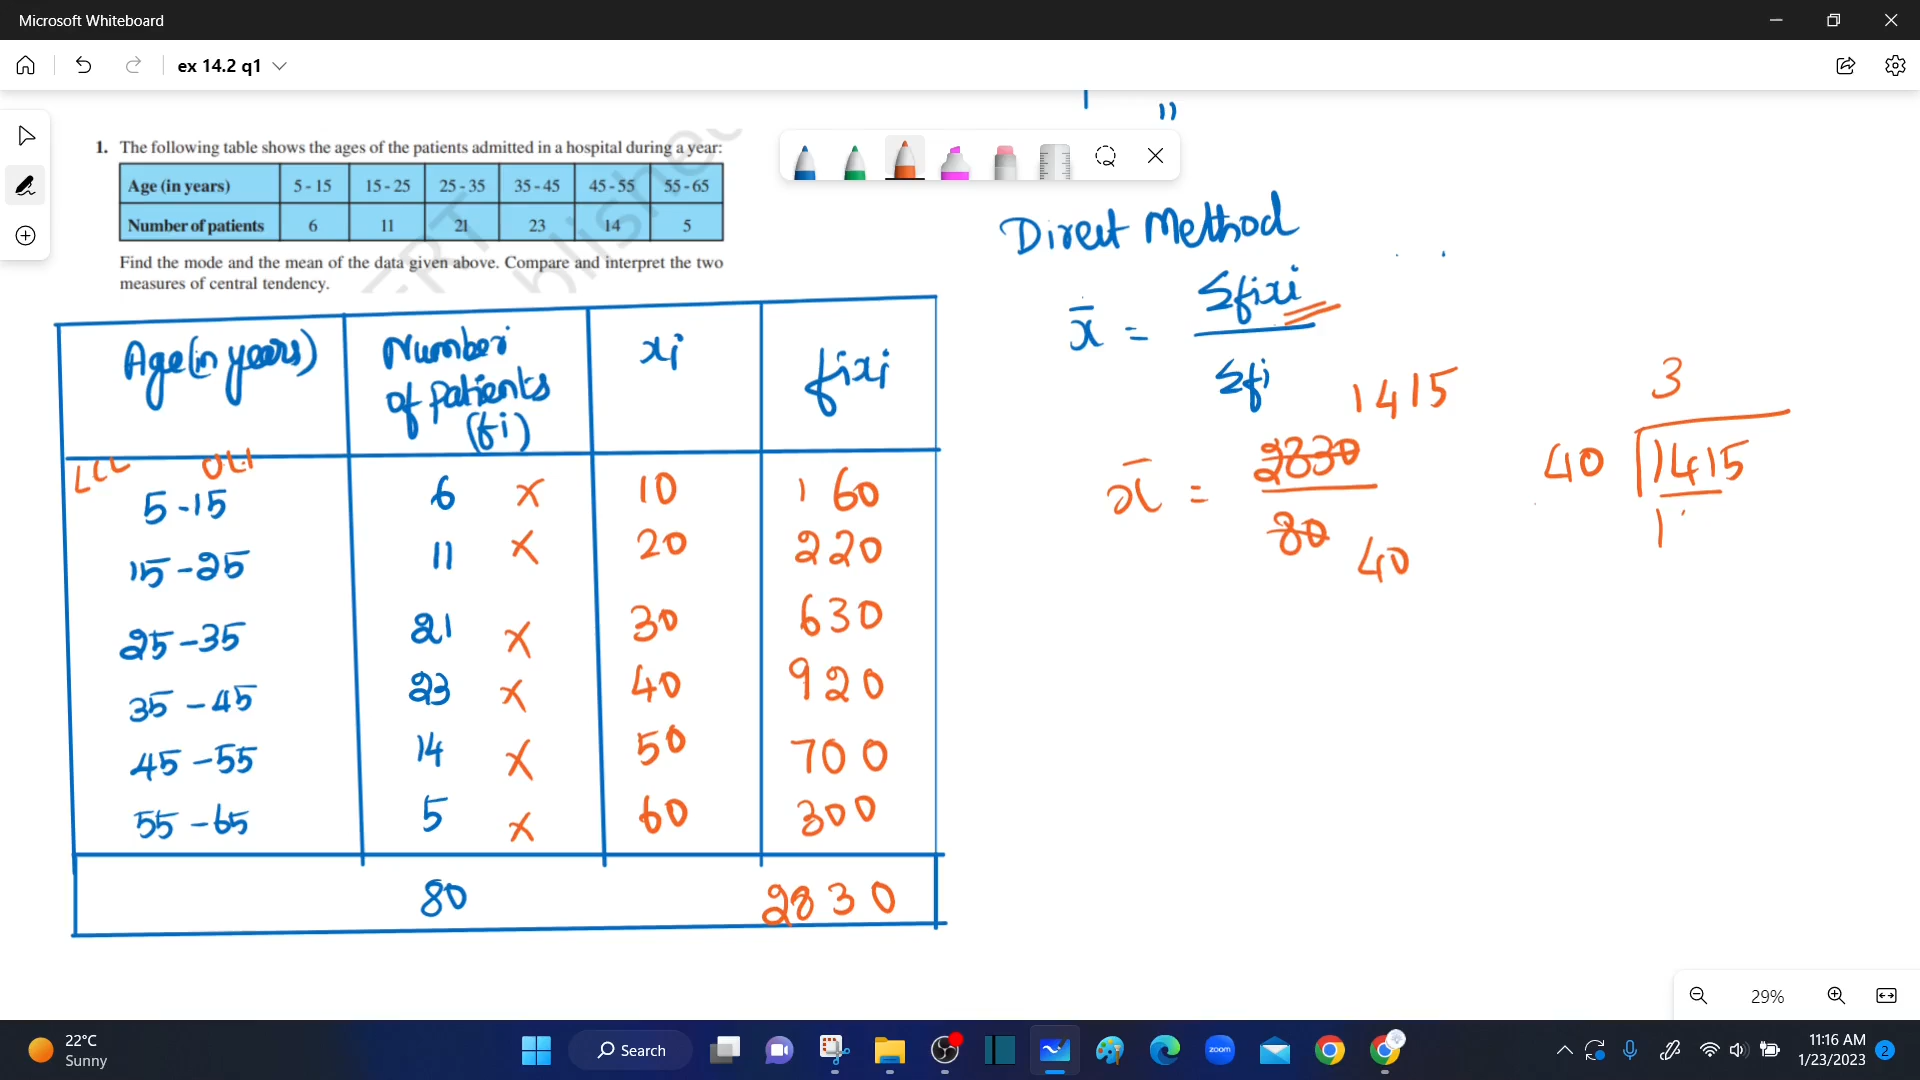 Microsoft Whiteboard
ex 14.2 q1
1. The following table shows the ages of the patients admitted in a hospital during a year:
Age (in years) 5 - 15 15 - 25 25 - 35 35 - 45 45 - 55 55 - 65
Number of patients 6 11 21 23 14 5
Find the mode and the mean of the data given above. Compare and interpret the two
measures of central tendency.
Direct Method
x̄ = Σfixi
Σfi
Age(in years) Number of patients (fi) xi fixi
5-15 6 x 10 160
15-25 11 x 20 220
25-35 21 x 30 630
35-45 23 x 40 920
45-55 14 x 50 700
55-65 5 x 60 300
80 2830
1415
x̄ = 2830
80 40
3
40 1415
1
29%
22°C
Sunny
Search
zoom
11:16 AM
1/23/2023
2